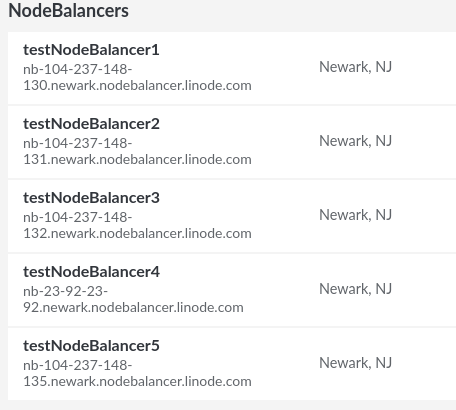 NodeBalancers
testNodeBalancer1
nb-104-237-148-
130.newark.nodebalancer.linode.com
Newark, NJ
testNodeBalancer2
nb-104-237-148-
131.newark.nodebalancer.linode.com
Newark, NJ
testNodeBalancer3
nb-104-237-148-
132.newark.nodebalancer.linode.com
Newark, NJ
testNodeBalancer4
nb-23-92-23-
92.newark.nodebalancer.linode.com
Newark, NJ
testNodeBalancer5
nb-104-237-148-
135.newark.nodebalancer.linode.com
Newark, NJ